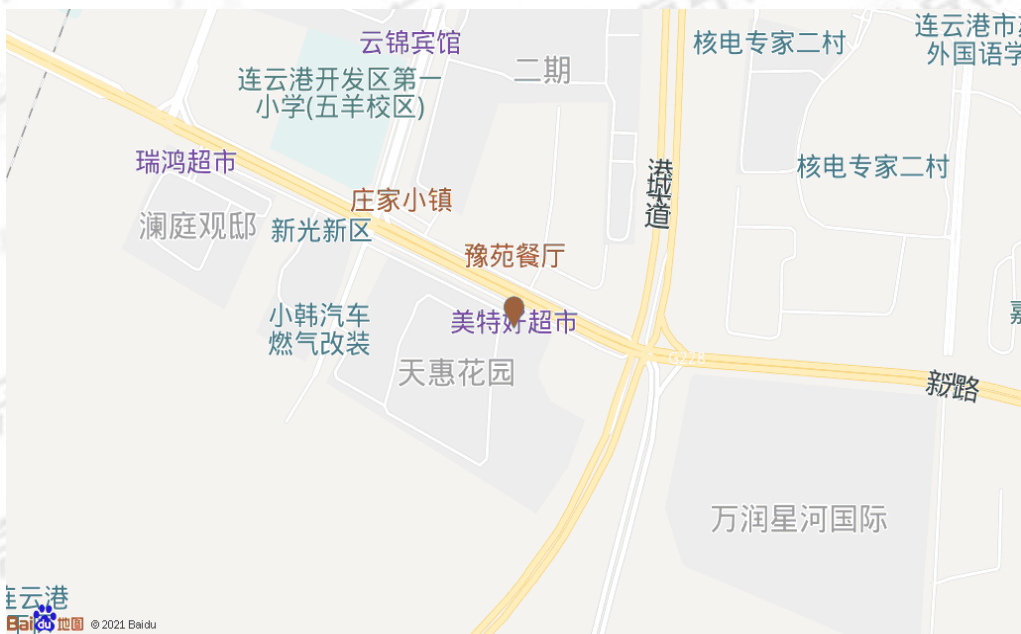 云锦宾馆
核电专家二村
连云港市
外国语学
二期
连云港开发区第一
小学(五羊校区)
瑞鸿超市
港城大道
核电专家二村
庄家小镇
澜庭观邸
新光新区
豫苑餐厅
小韩汽车
燃气改装
美特好超市
G228
天惠花园
新光路
万润星河国际
连云港
Bai du 地图 © 2021 Baidu